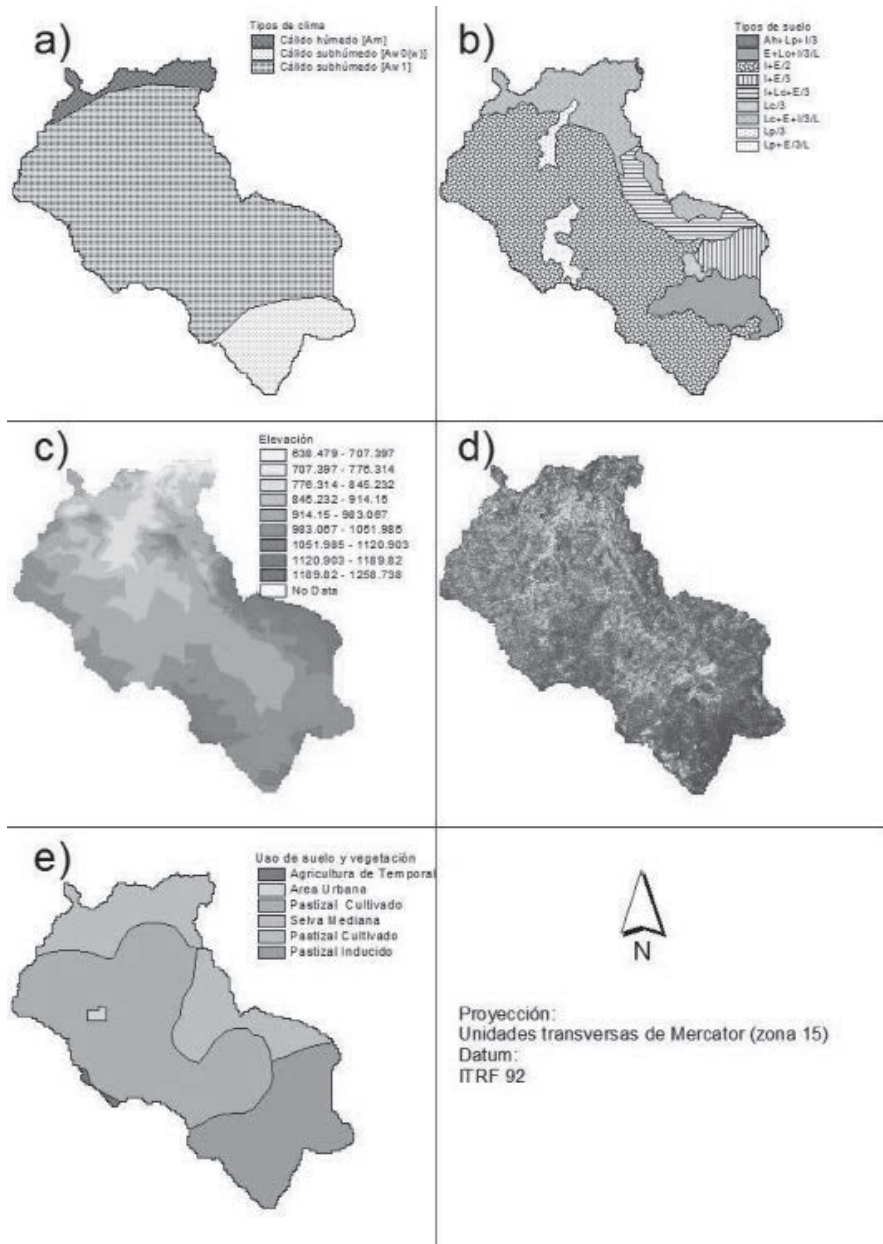 a)
Tipos de clima
Cálido húmedo [Am]
Cálido subhúmedo [Aw0(w)]
Cálido subhúmedo [Aw1]
b)
Tipos de suelo
Ah+Lp+I/3
E+Lc+I/3/L
I+E/2
I+E/3
I+Lc+E/3
Lc/3
Lc+E+I/3/L
Lp/3
Lp+E/3/L
c)
Elevación
638.479 - 707.397
707.397 - 776.314
776.314 - 845.232
845.232 - 914.15
914.15 - 983.067
983.067 - 1051.985
1051.985 - 1120.903
1120.903 - 1189.82
1189.82 - 1258.738
No Data
d)
e)
Uso de suelo y vegetación
Agricultura de Temporal
Area Urbana
Pastizal Cultivado
Selva Mediana
Pastizal Cultivado
Pastizal Inducido
N
Proyección:
Unidades transversas de Mercator (zona 15)
Datum:
ITRF 92